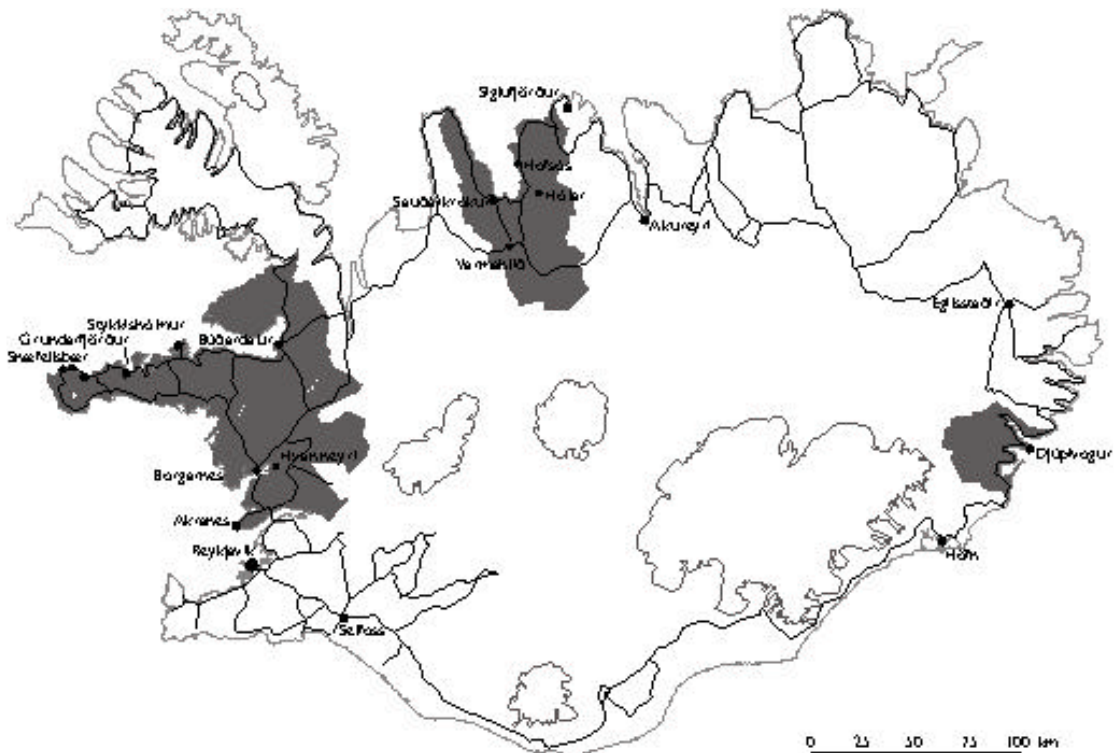 Siglufjörður
Hofsós
Sauðárkrókur
Hólar
Akureyri
Varmahlíð
Egilsstaðir
Stykkishólmur
Grundarfjörður
Snæfellsbær
Búðardalur
Djúpivogur
Hvanneyri
Borgarnes
Akranes
Reykjavík
Höfn
Selfoss
0 25 50 75 100 km